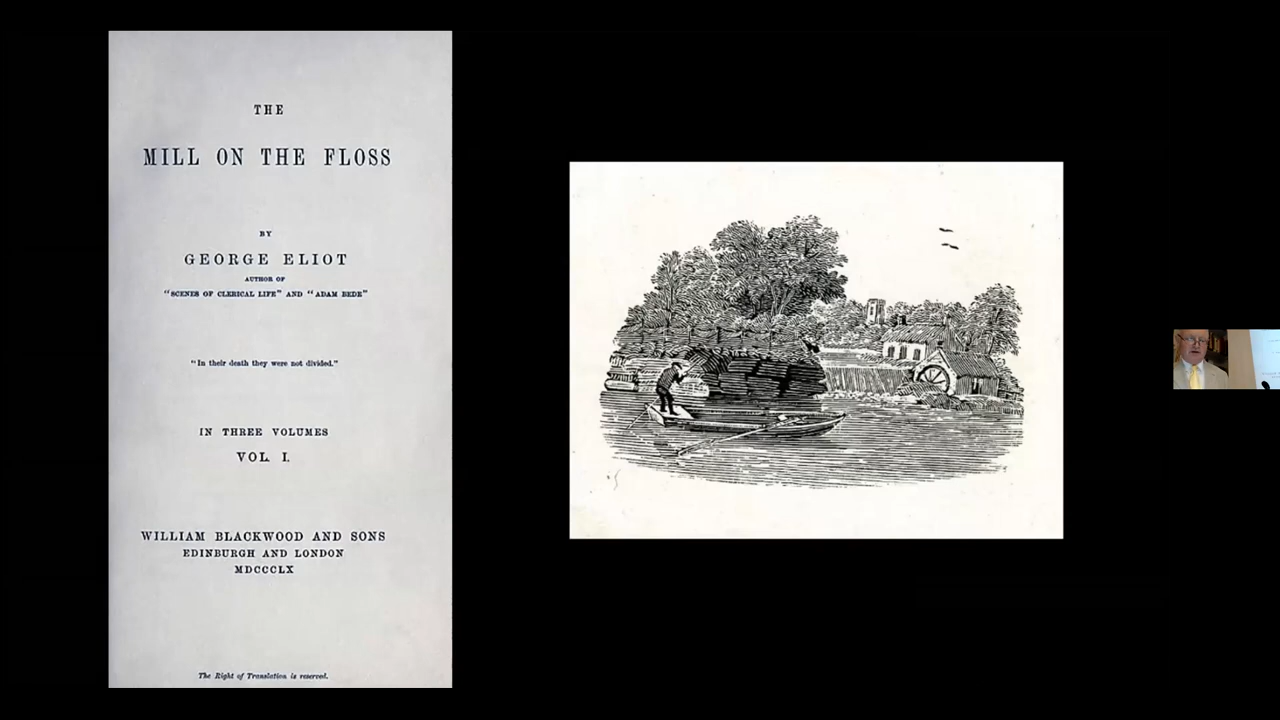 THE
MILL ON THE FLOSS
BY
GEORGE ELIOT
AUTHOR OF
"SCENES OF CLERICAL LIFE" AND "ADAM BEDE"
"In their death they were not divided."
IN THREE VOLUMES
VOL. I.
WILLIAM BLACKWOOD AND SONS
EDINBURGH AND LONDON
MDCCCLX
The Right of Translation is reserved.